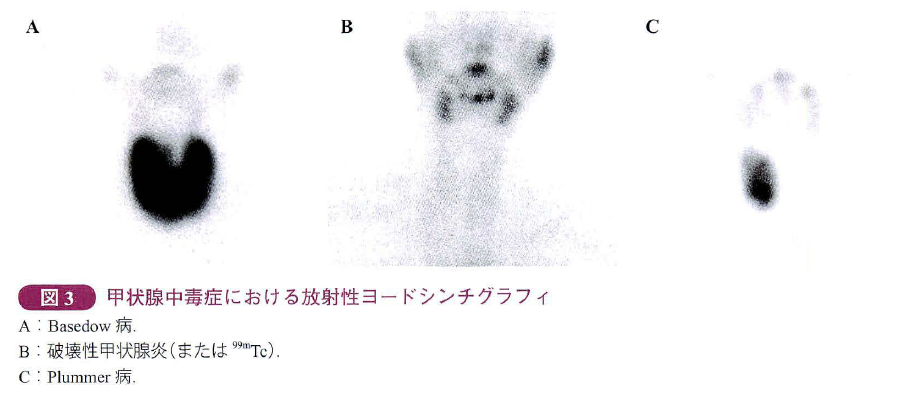 A
B
C
図3 甲状腺中毒症における放射性ヨードシンチグラフィ
A：Basedow 病.
B：破壊性甲状腺炎（または ⁹⁹ᵐTc）.
C：Plummer 病.